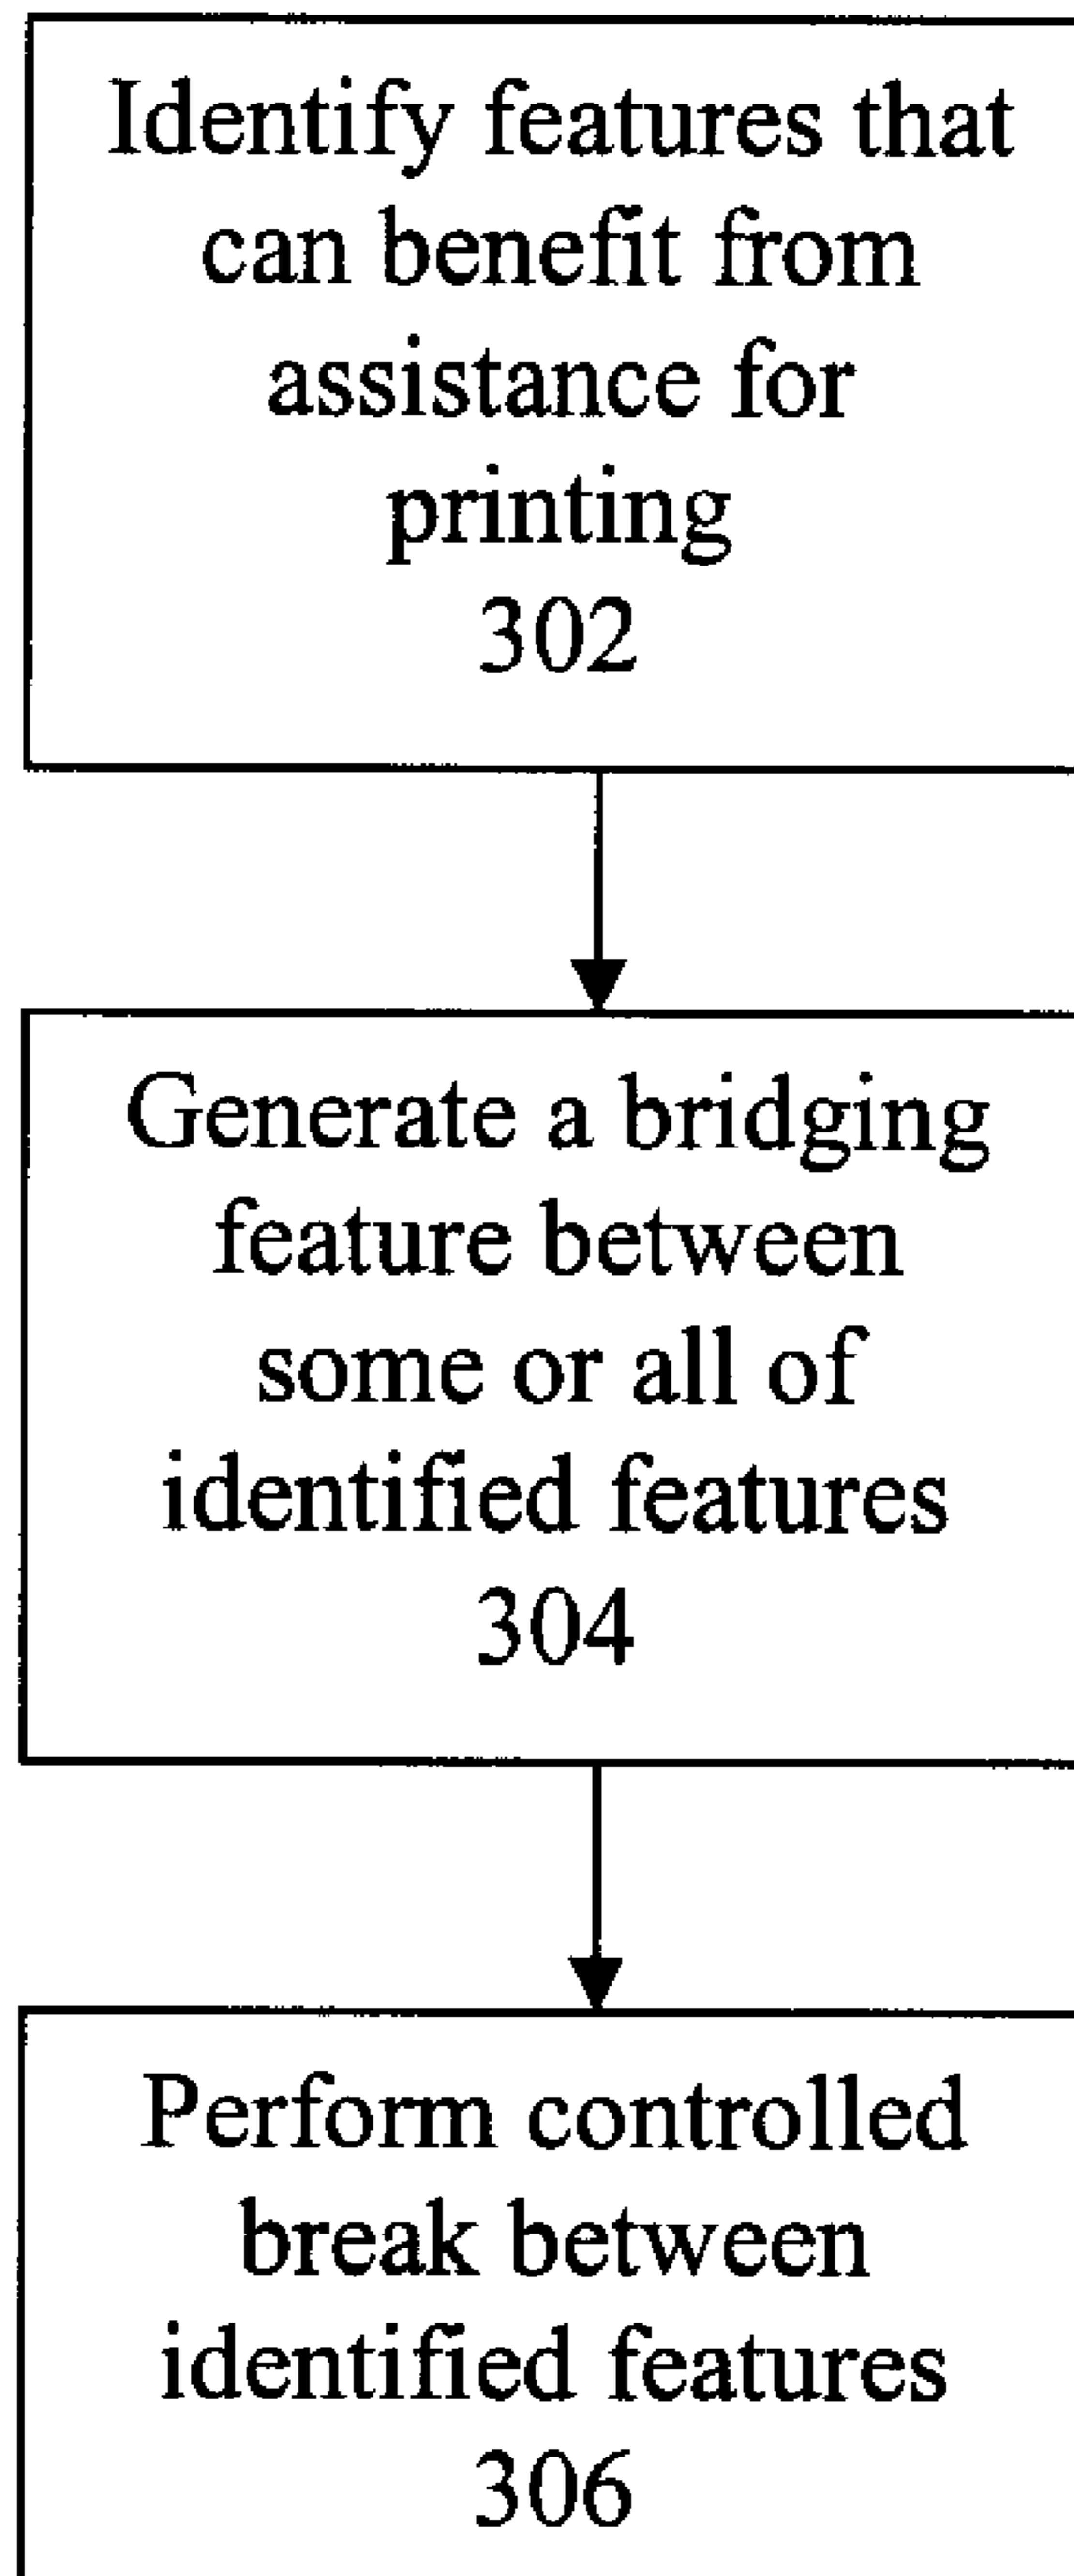 Identify features that
can benefit from
assistance for
printing
302
Generate a bridging
feature between
some or all of
identified features
304
Perform controlled
break between
identified features
306